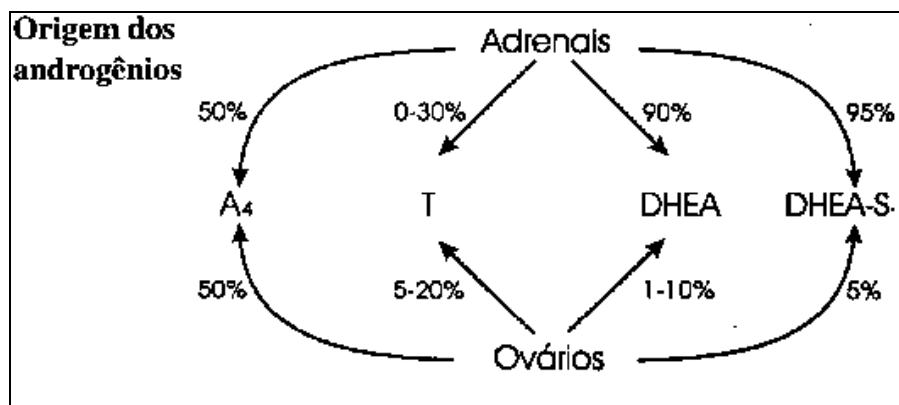 Origem dos
androgênios
Adrenais
50%
0-30%
90%
95%
A4
T
DHEA
DHEA-S.
50%
5-20%
1-10%
5%
Ovários